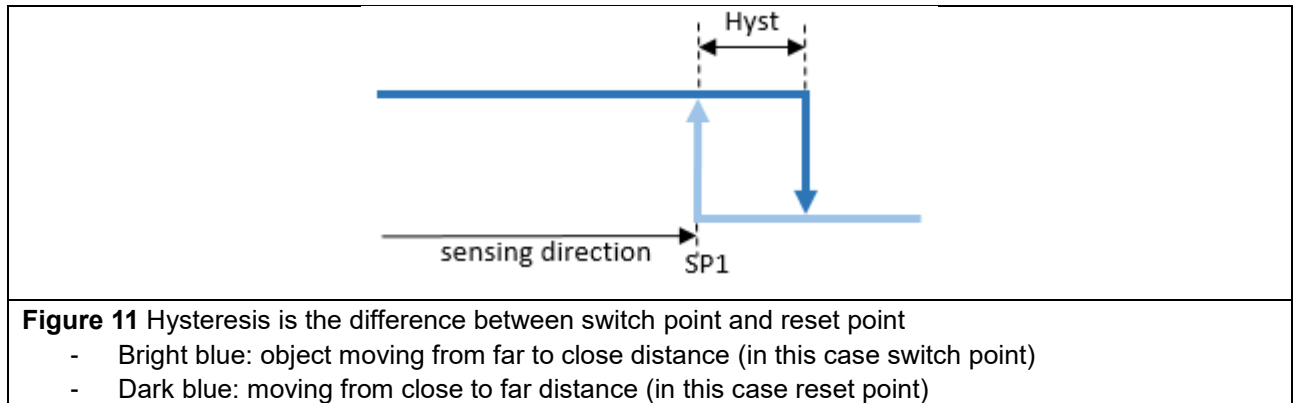 Hyst
sensing direction
SP1
Figure 11 Hysteresis is the difference between switch point and reset point
- Bright blue: object moving from far to close distance (in this case switch point)
- Dark blue: moving from close to far distance (in this case reset point)